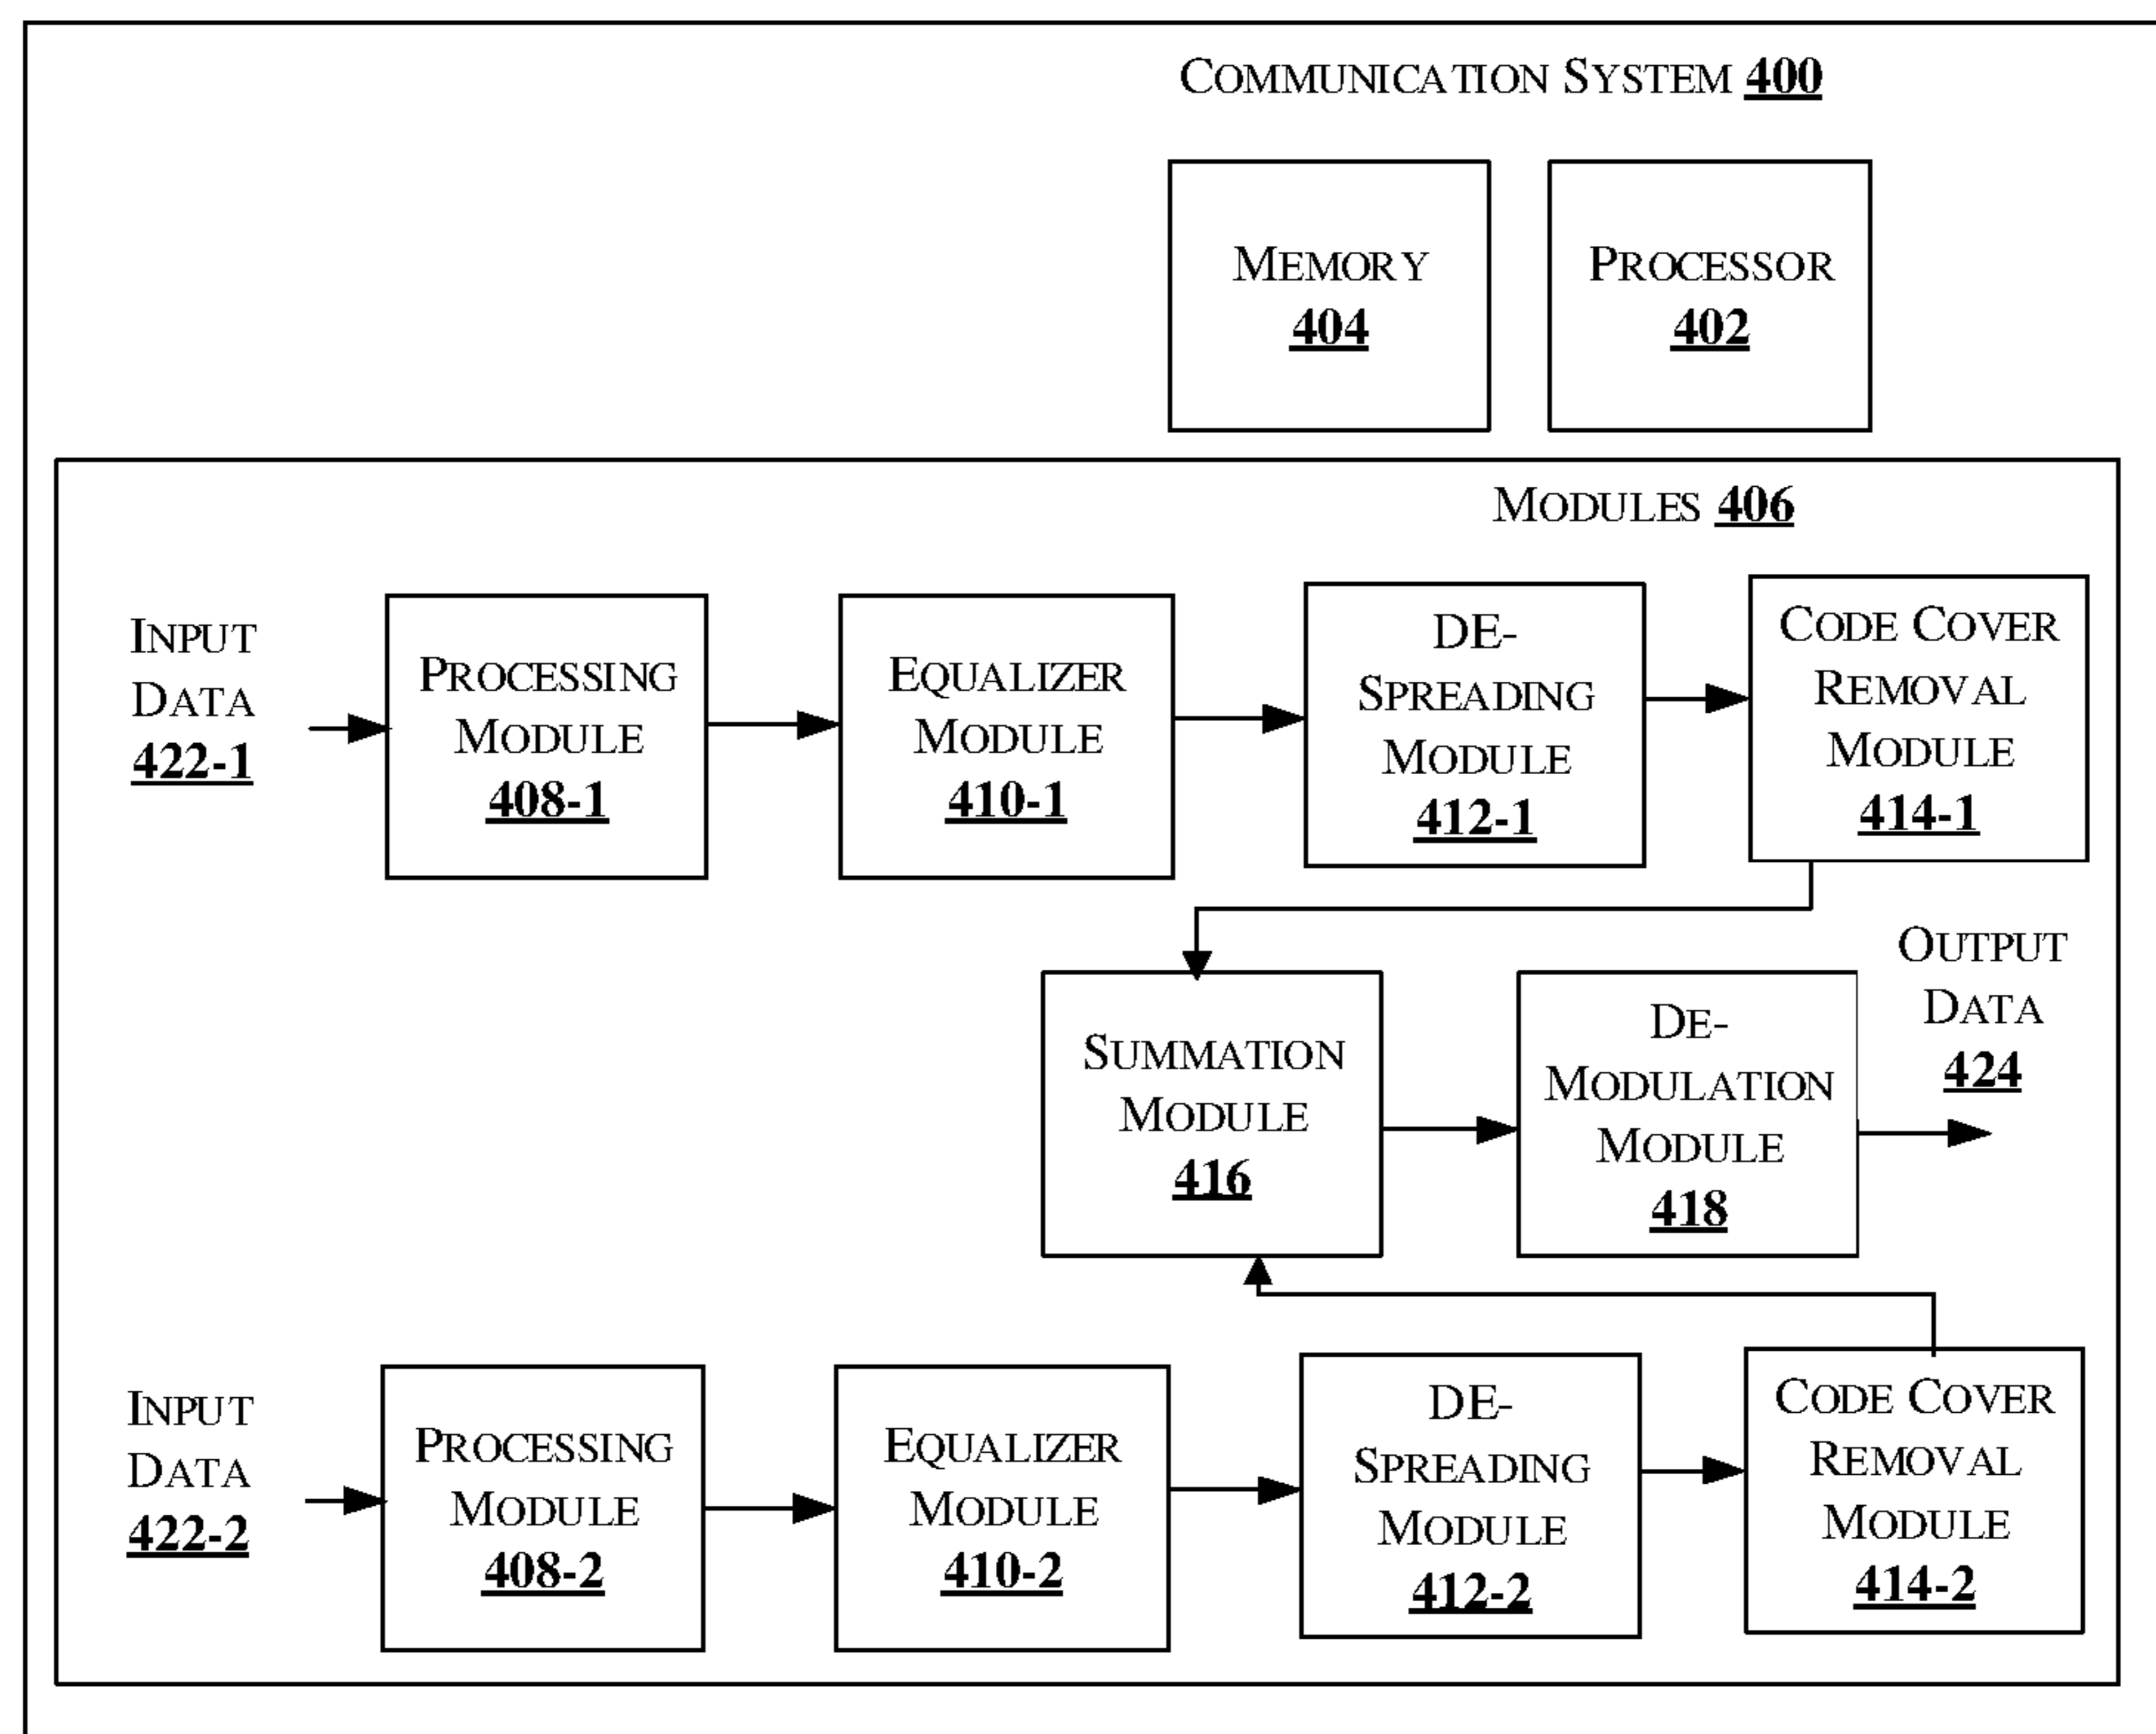 COMMUNICATION SYSTEM 400
MEMORY
404
PROCESSOR
402
MODULES 406
INPUT
DATA
422-1
PROCESSING
MODULE
408-1
EQUALIZER
MODULE
410-1
DE-
SPREADING
MODULE
412-1
CODE COVER
REMOVAL
MODULE
414-1
SUMMATION
MODULE
416
DE-
MODULATION
MODULE
418
OUTPUT
DATA
424
INPUT
DATA
422-2
PROCESSING
MODULE
408-2
EQUALIZER
MODULE
410-2
DE-
SPREADING
MODULE
412-2
CODE COVER
REMOVAL
MODULE
414-2